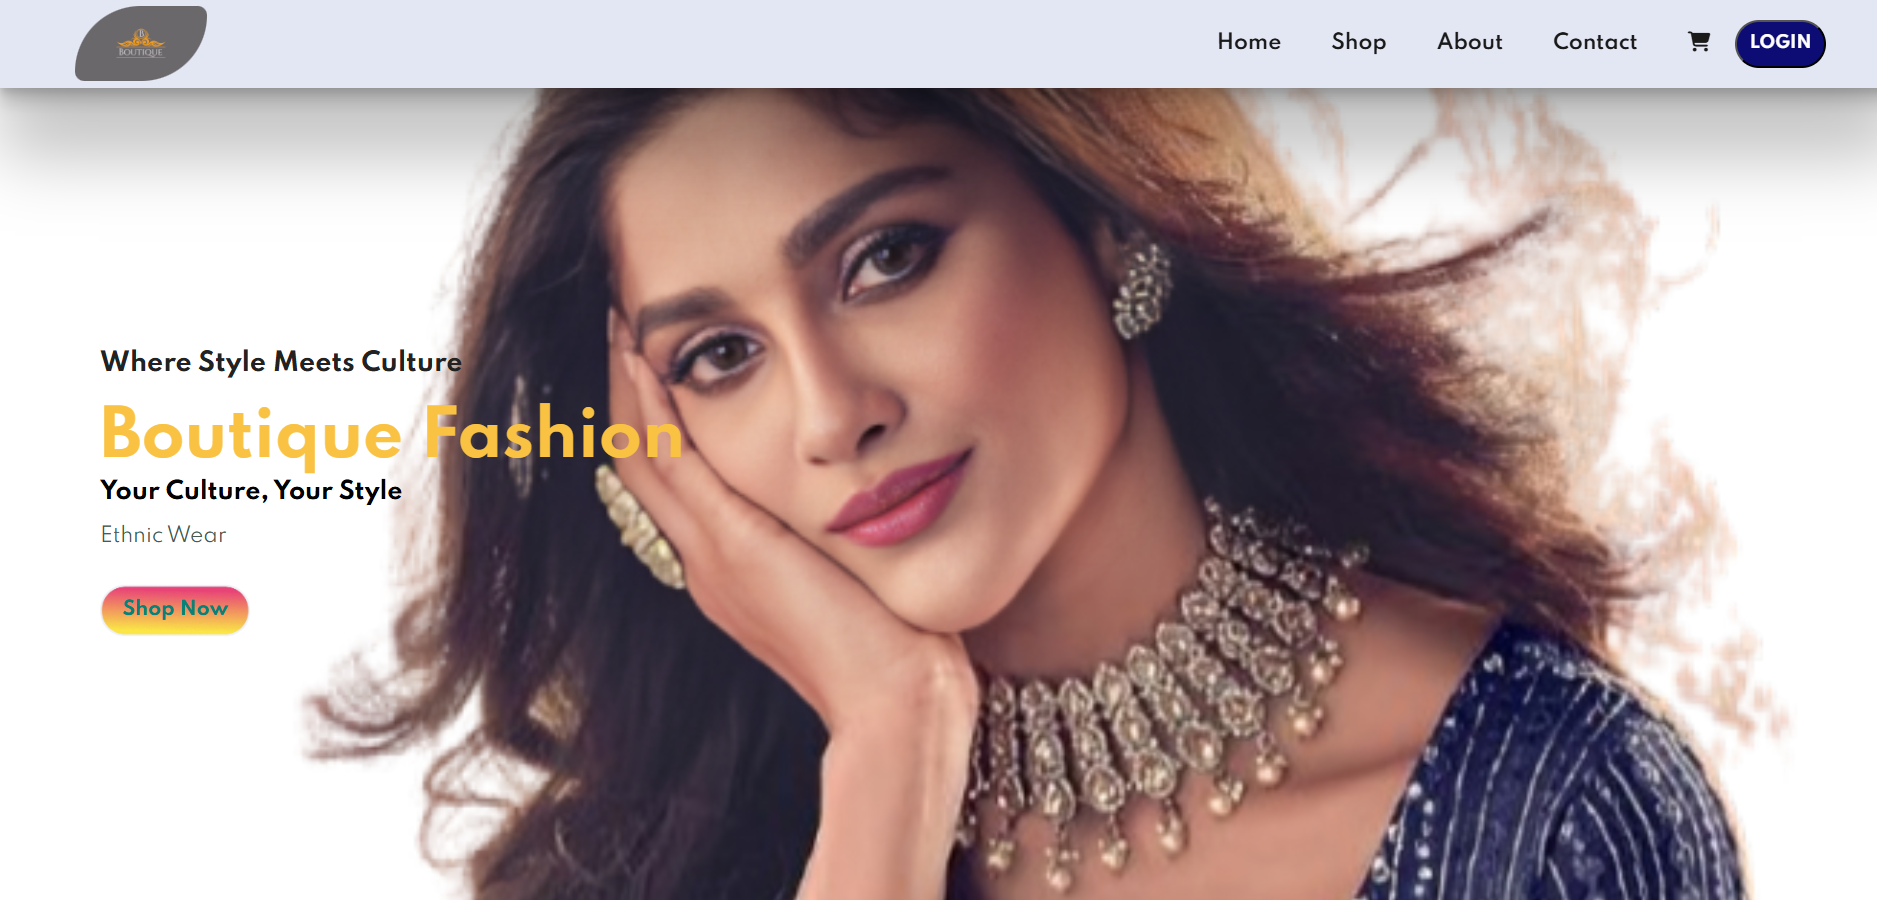 B
BOUTIQUE
Home Shop About Contact LOGIN
Where Style Meets Culture
Boutique Fashion
Your Culture, Your Style
Ethnic Wear
Shop Now